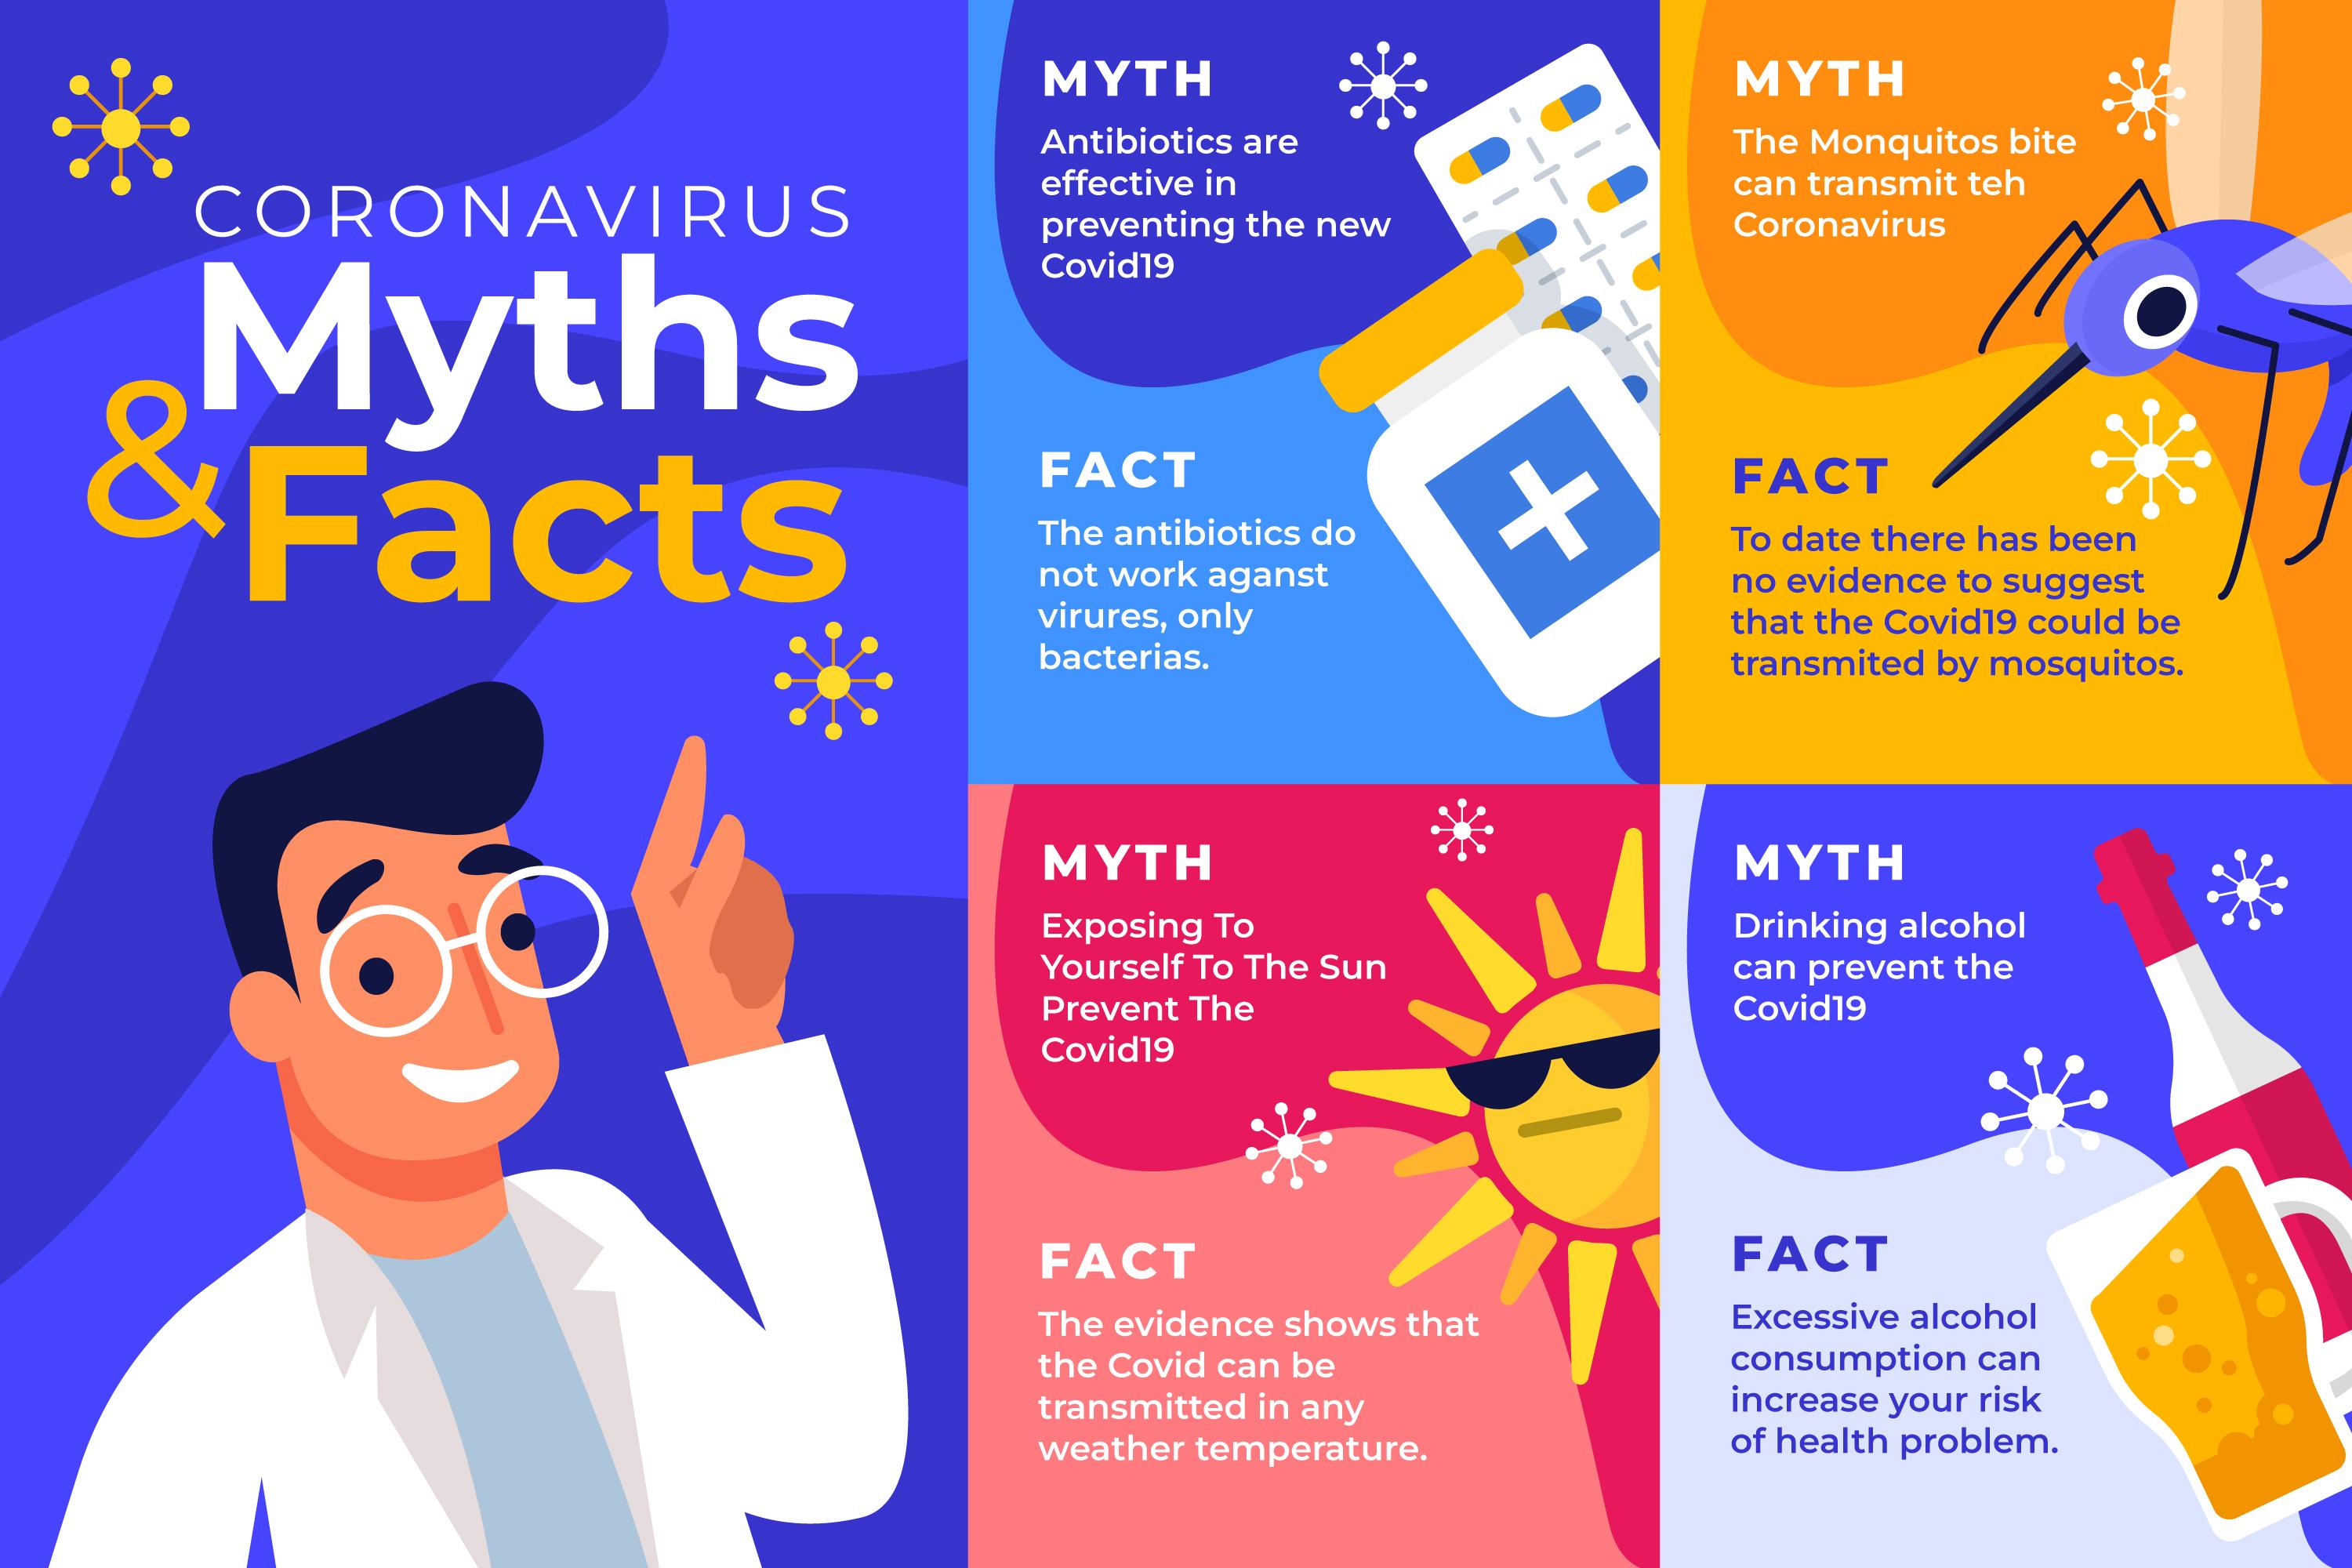 CORONAVIRUS
Myths
& Facts
MYTH
Antibiotics are
effective in
preventing the new
Covid19
FACT
The antibiotics do
not work aganst
virures, only
bacterias.
MYTH
The Monquitos bite
can transmit teh
Coronavirus
FACT
To date there has been
no evidence to suggest
that the Covid19 could be
transmited by mosquitos.
MYTH
Exposing To
Yourself To The Sun
Prevent The
Covid19
FACT
The evidence shows that
the Covid can be
transmitted in any
weather temperature.
MYTH
Drinking alcohol
can prevent the
Covid19
FACT
Excessive alcohol
consumption can
increase your risk
of health problem.